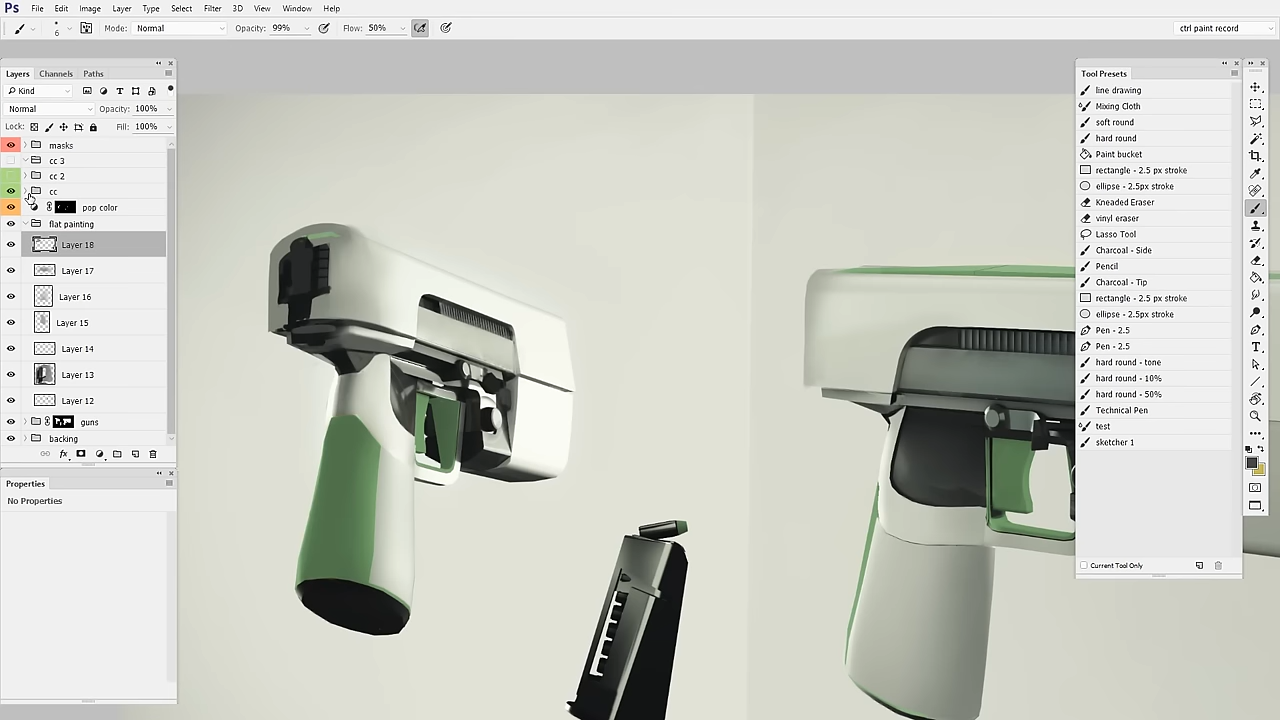 Ps File Edit Image Layer Type Select Filter 3D View Window Help
6 Mode: Normal Opacity: 99% Flow: 50% ctrl paint record
Layers Channels Paths
Kind
Normal Opacity: 100%
Lock: Fill: 100%
masks
cc 3
cc 2
cc
pop color
flat painting
Layer 18
Layer 17
Layer 16
Layer 15
Layer 14
Layer 13
Layer 12
guns
backing
fx
Properties
No Properties
Tool Presets
line drawing
Mixing Cloth
soft round
hard round
Paint bucket
rectangle - 2.5 px stroke
ellipse - 2.5px stroke
Kneaded Eraser
vinyl eraser
Lasso Tool
Charcoal - Side
Pencil
Charcoal - Tip
rectangle - 2.5 px stroke
ellipse - 2.5px stroke
Pen - 2.5
Pen - 2.5
hard round - tone
hard round - 10%
hard round - 50%
Technical Pen
test
sketcher 1
Current Tool Only